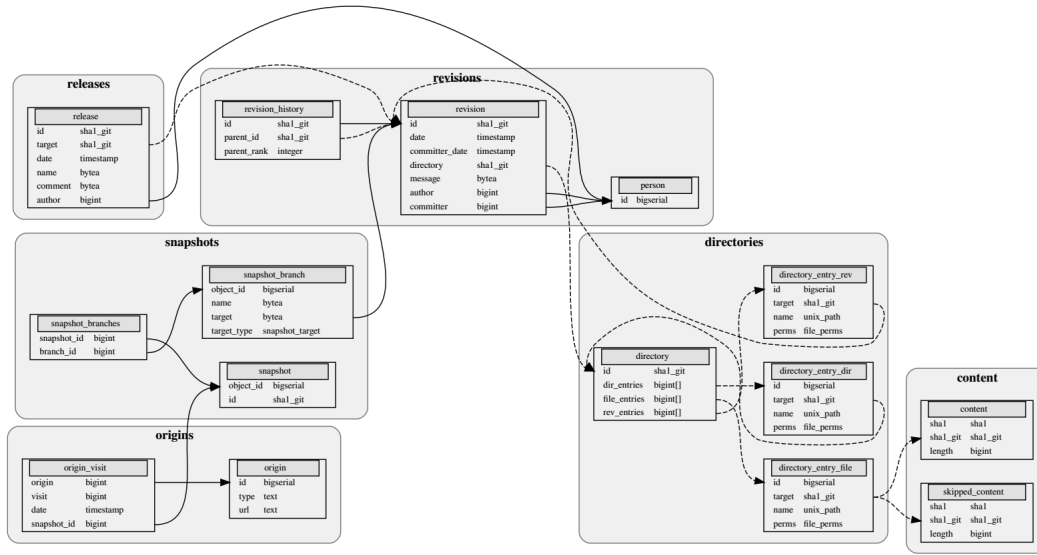 releases
release
id sha1_git
target sha1_git
date timestamp
name bytea
comment bytea
author bigint
revisions
revision_history
id sha1_git
parent_id sha1_git
parent_rank integer
revision
id sha1_git
date timestamp
committer_date timestamp
directory sha1_git
message bytea
author bigint
committer bigint
person
id bigserial
snapshots
snapshot_branches
snapshot_id bigint
branch_id bigint
snapshot_branch
object_id bigserial
name bytea
target bytea
target_type snapshot_target
snapshot
object_id bigserial
id sha1_git
origins
origin_visit
origin bigint
visit bigint
date timestamp
snapshot_id bigint
origin
id bigserial
type text
url text
directories
directory
id sha1_git
dir_entries bigint[]
file_entries bigint[]
rev_entries bigint[]
directory_entry_rev
id bigserial
target sha1_git
name unix_path
perms file_perms
directory_entry_dir
id bigserial
target sha1_git
name unix_path
perms file_perms
directory_entry_file
id bigserial
target sha1_git
name unix_path
perms file_perms
content
content
sha1 sha1
sha1_git sha1_git
length bigint
skipped_content
sha1 sha1
sha1_git sha1_git
length bigint